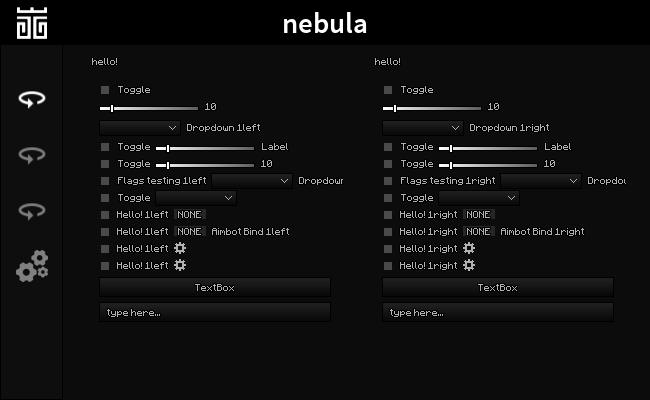 nebula
hello!
Toggle
10
Dropdown 1left
Toggle Label
Toggle 10
Flags testing 1left Dropdowr
Toggle
Hello! 1left NONE
Hello! 1left NONE Aimbot Bind 1left
Hello! 1left
Hello! 1left
TextBox
type here...
hello!
Toggle
10
Dropdown 1right
Toggle Label
Toggle 10
Flags testing 1right Dropdou
Toggle
Hello! 1right NONE
Hello! 1right NONE Aimbot Bind 1right
Hello! 1right
Hello! 1right
TextBox
type here...